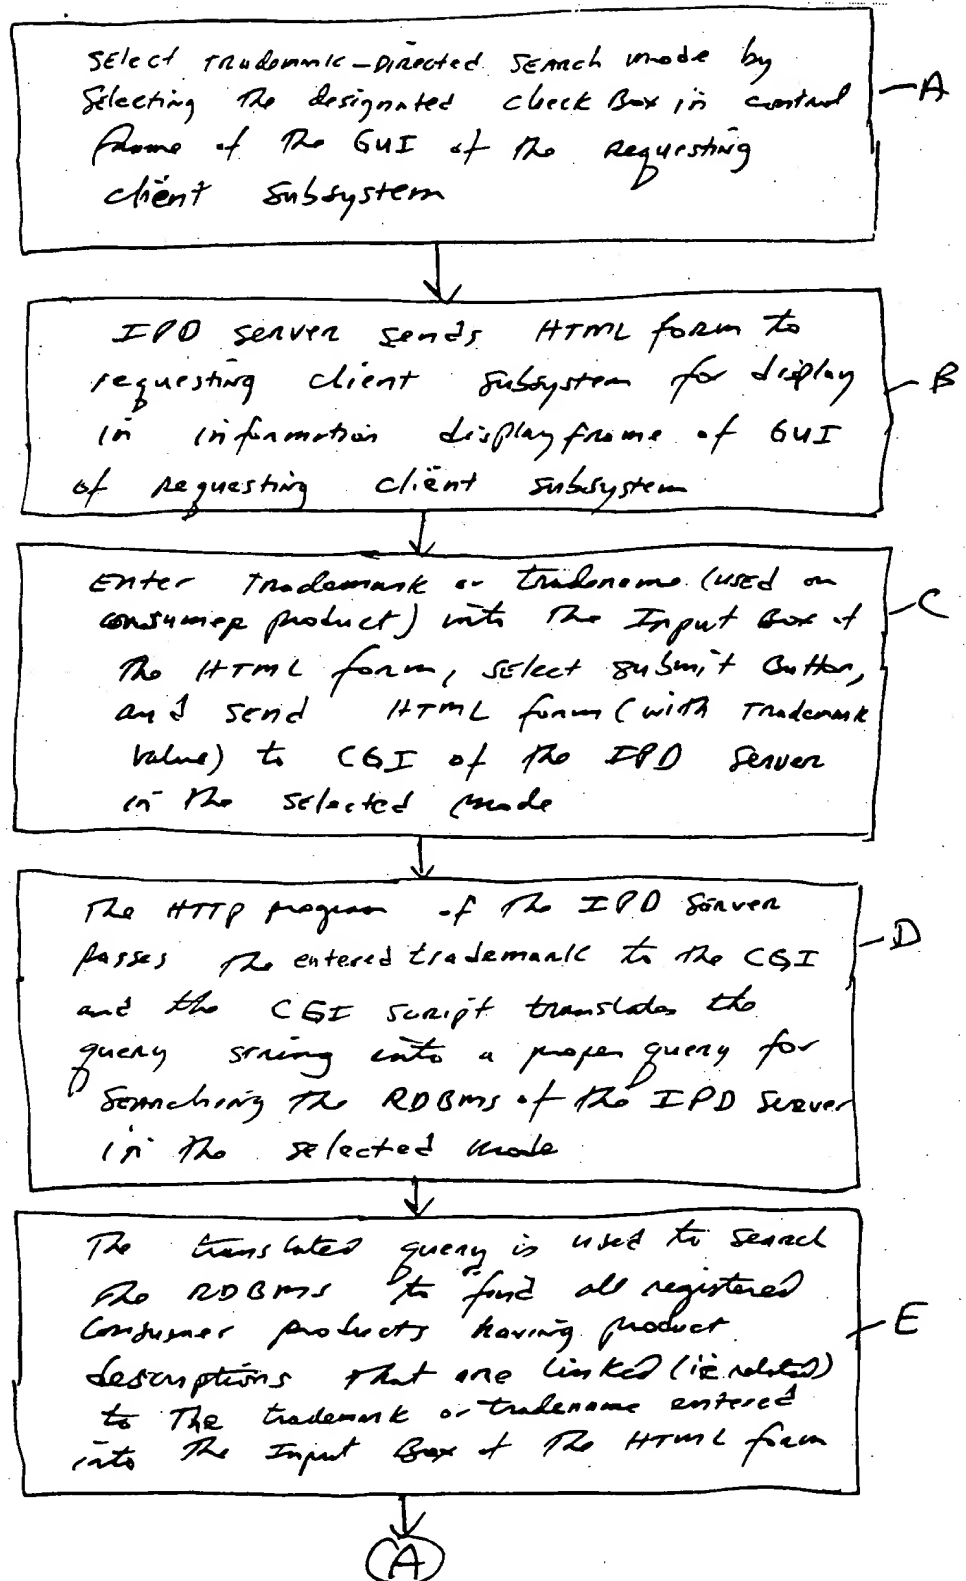 Select Trademark-Directed Search mode by
Selecting the designated check Box in control
frame of the GUI of the requesting
client subsystem
A
IPD server sends HTML form to
requesting client subsystem for display
in information display frame of GUI
of requesting client subsystem
B
Enter Trademark or tradename (used on
consumer product) into the Input Box of
the HTML form, select submit Button,
and send HTML form (with Trademark
value) to CGI of the IPD Server
in the selected mode
C
The HTTP program of the IPD Server
passes the entered trademark to the CGI
and the CGI script translates the
query string into a proper query for
Searching the RDBMS of the IPD Server
in the selected mode
D
The translated query is used to search
the RDBMS to find all registered
Consumer products having product
descriptions that are linked (ie related)
to The trademark or tradename entered
into The Input Box of the HTML form
E
A